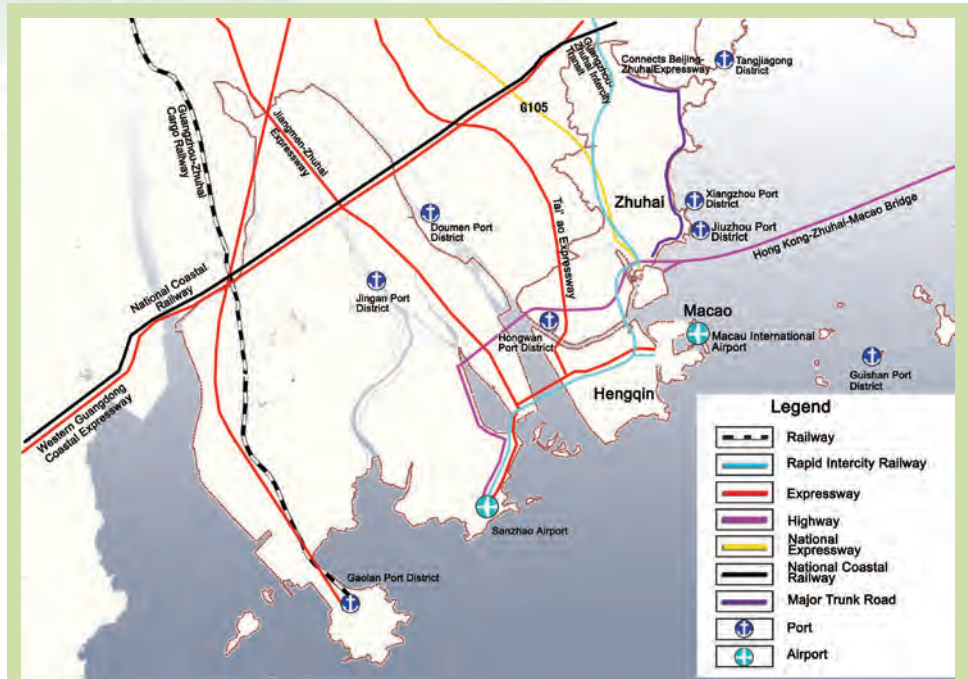 Connects Beijing-
ZhuhaiExpressway
Tangjiagong
District
Guangzhou-
Zhuhai Intercity
Transit
G105
Guangzhou-Zhuhai
Cargo Railway
Jiangmen-Zhuhai
Expressway
Xiangzhou Port
District
Zhuhai
Jiuzhou Port
District
Doumen Port
District
Tai' ao Expressway
Hong Kong-Zhuhai-Macao Bridge
National Coastal
Railway
Jingan Port
District
Hongwan
Port District
Macao
Macau International
Airport
Guishan Port
District
Hengqin
Western Guangdong
Coastal Expressway
Sanzhao Airport
Gaolan Port District
Legend
Railway
Rapid Intercity Railway
Expressway
Highway
National
Expressway
National Coastal
Railway
Major Trunk Road
Port
Airport